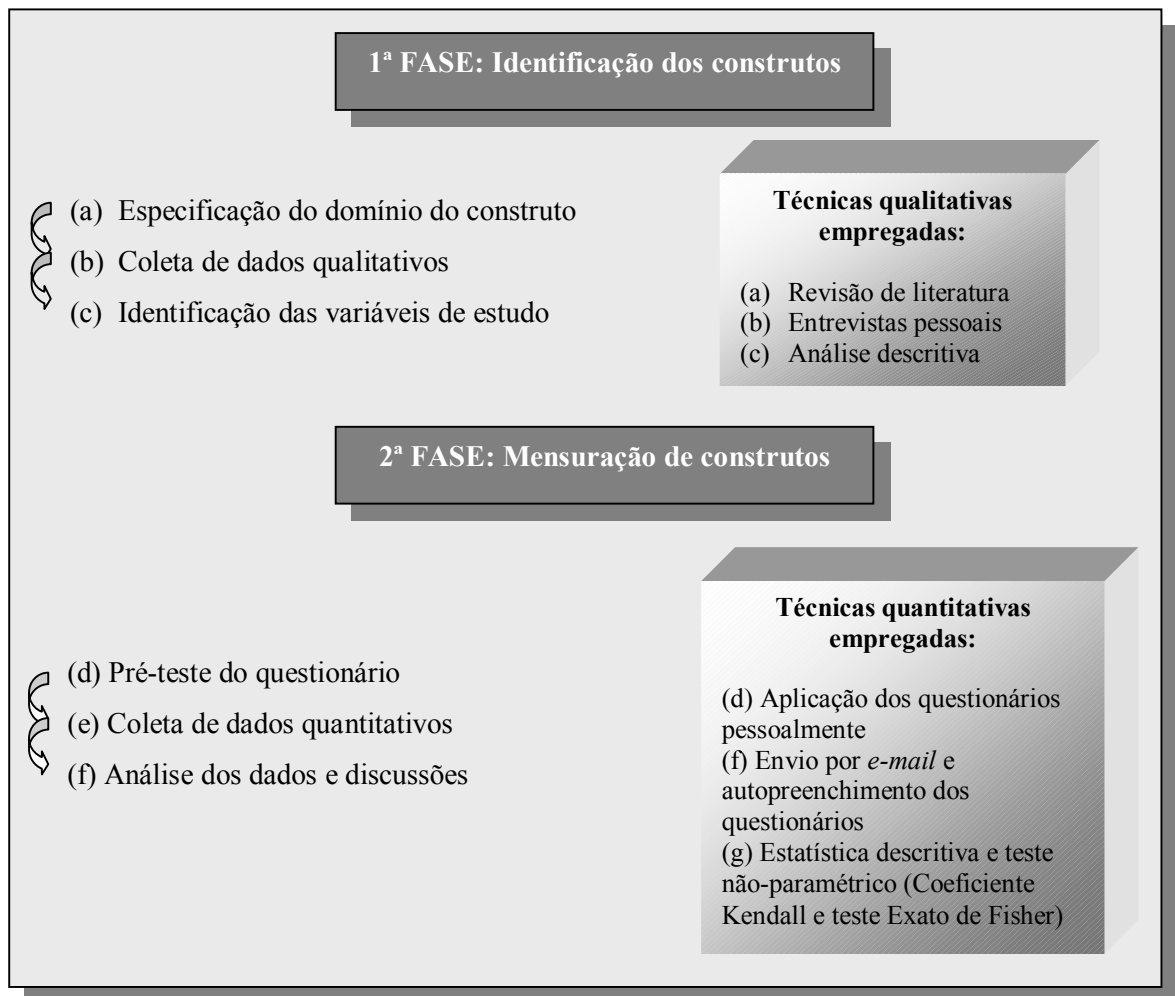 1ª FASE: Identificação dos construtos
(a) Especificação do domínio do construto
(b) Coleta de dados qualitativos
(c) Identificação das variáveis de estudo
Técnicas qualitativas
empregadas:
(a) Revisão de literatura
(b) Entrevistas pessoais
(c) Análise descritiva
2ª FASE: Mensuração de construtos
(d) Pré-teste do questionário
(e) Coleta de dados quantitativos
(f) Análise dos dados e discussões
Técnicas quantitativas
empregadas:
(d) Aplicação dos questionários
pessoalmente
(f) Envio por e-mail e
autopreenchimento dos
questionários
(g) Estatística descritiva e teste
não-paramétrico (Coeficiente
Kendall e teste Exato de Fisher)